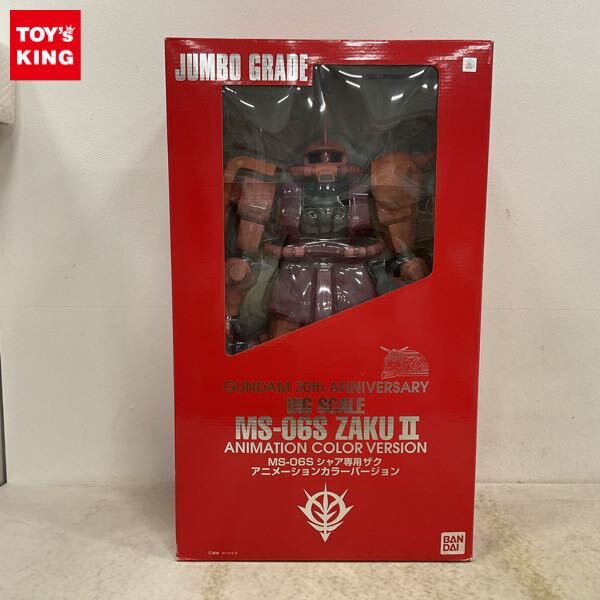 TOY'S
KING
JUMBO GRADE
GUNDAM 30th ANNIVERSARY
BIG SCALE
MS-06S ZAKU II
ANIMATION COLOR VERSION
MS-06S シャア専用ザク
アニメーションカラーバージョン
BAN
DAI